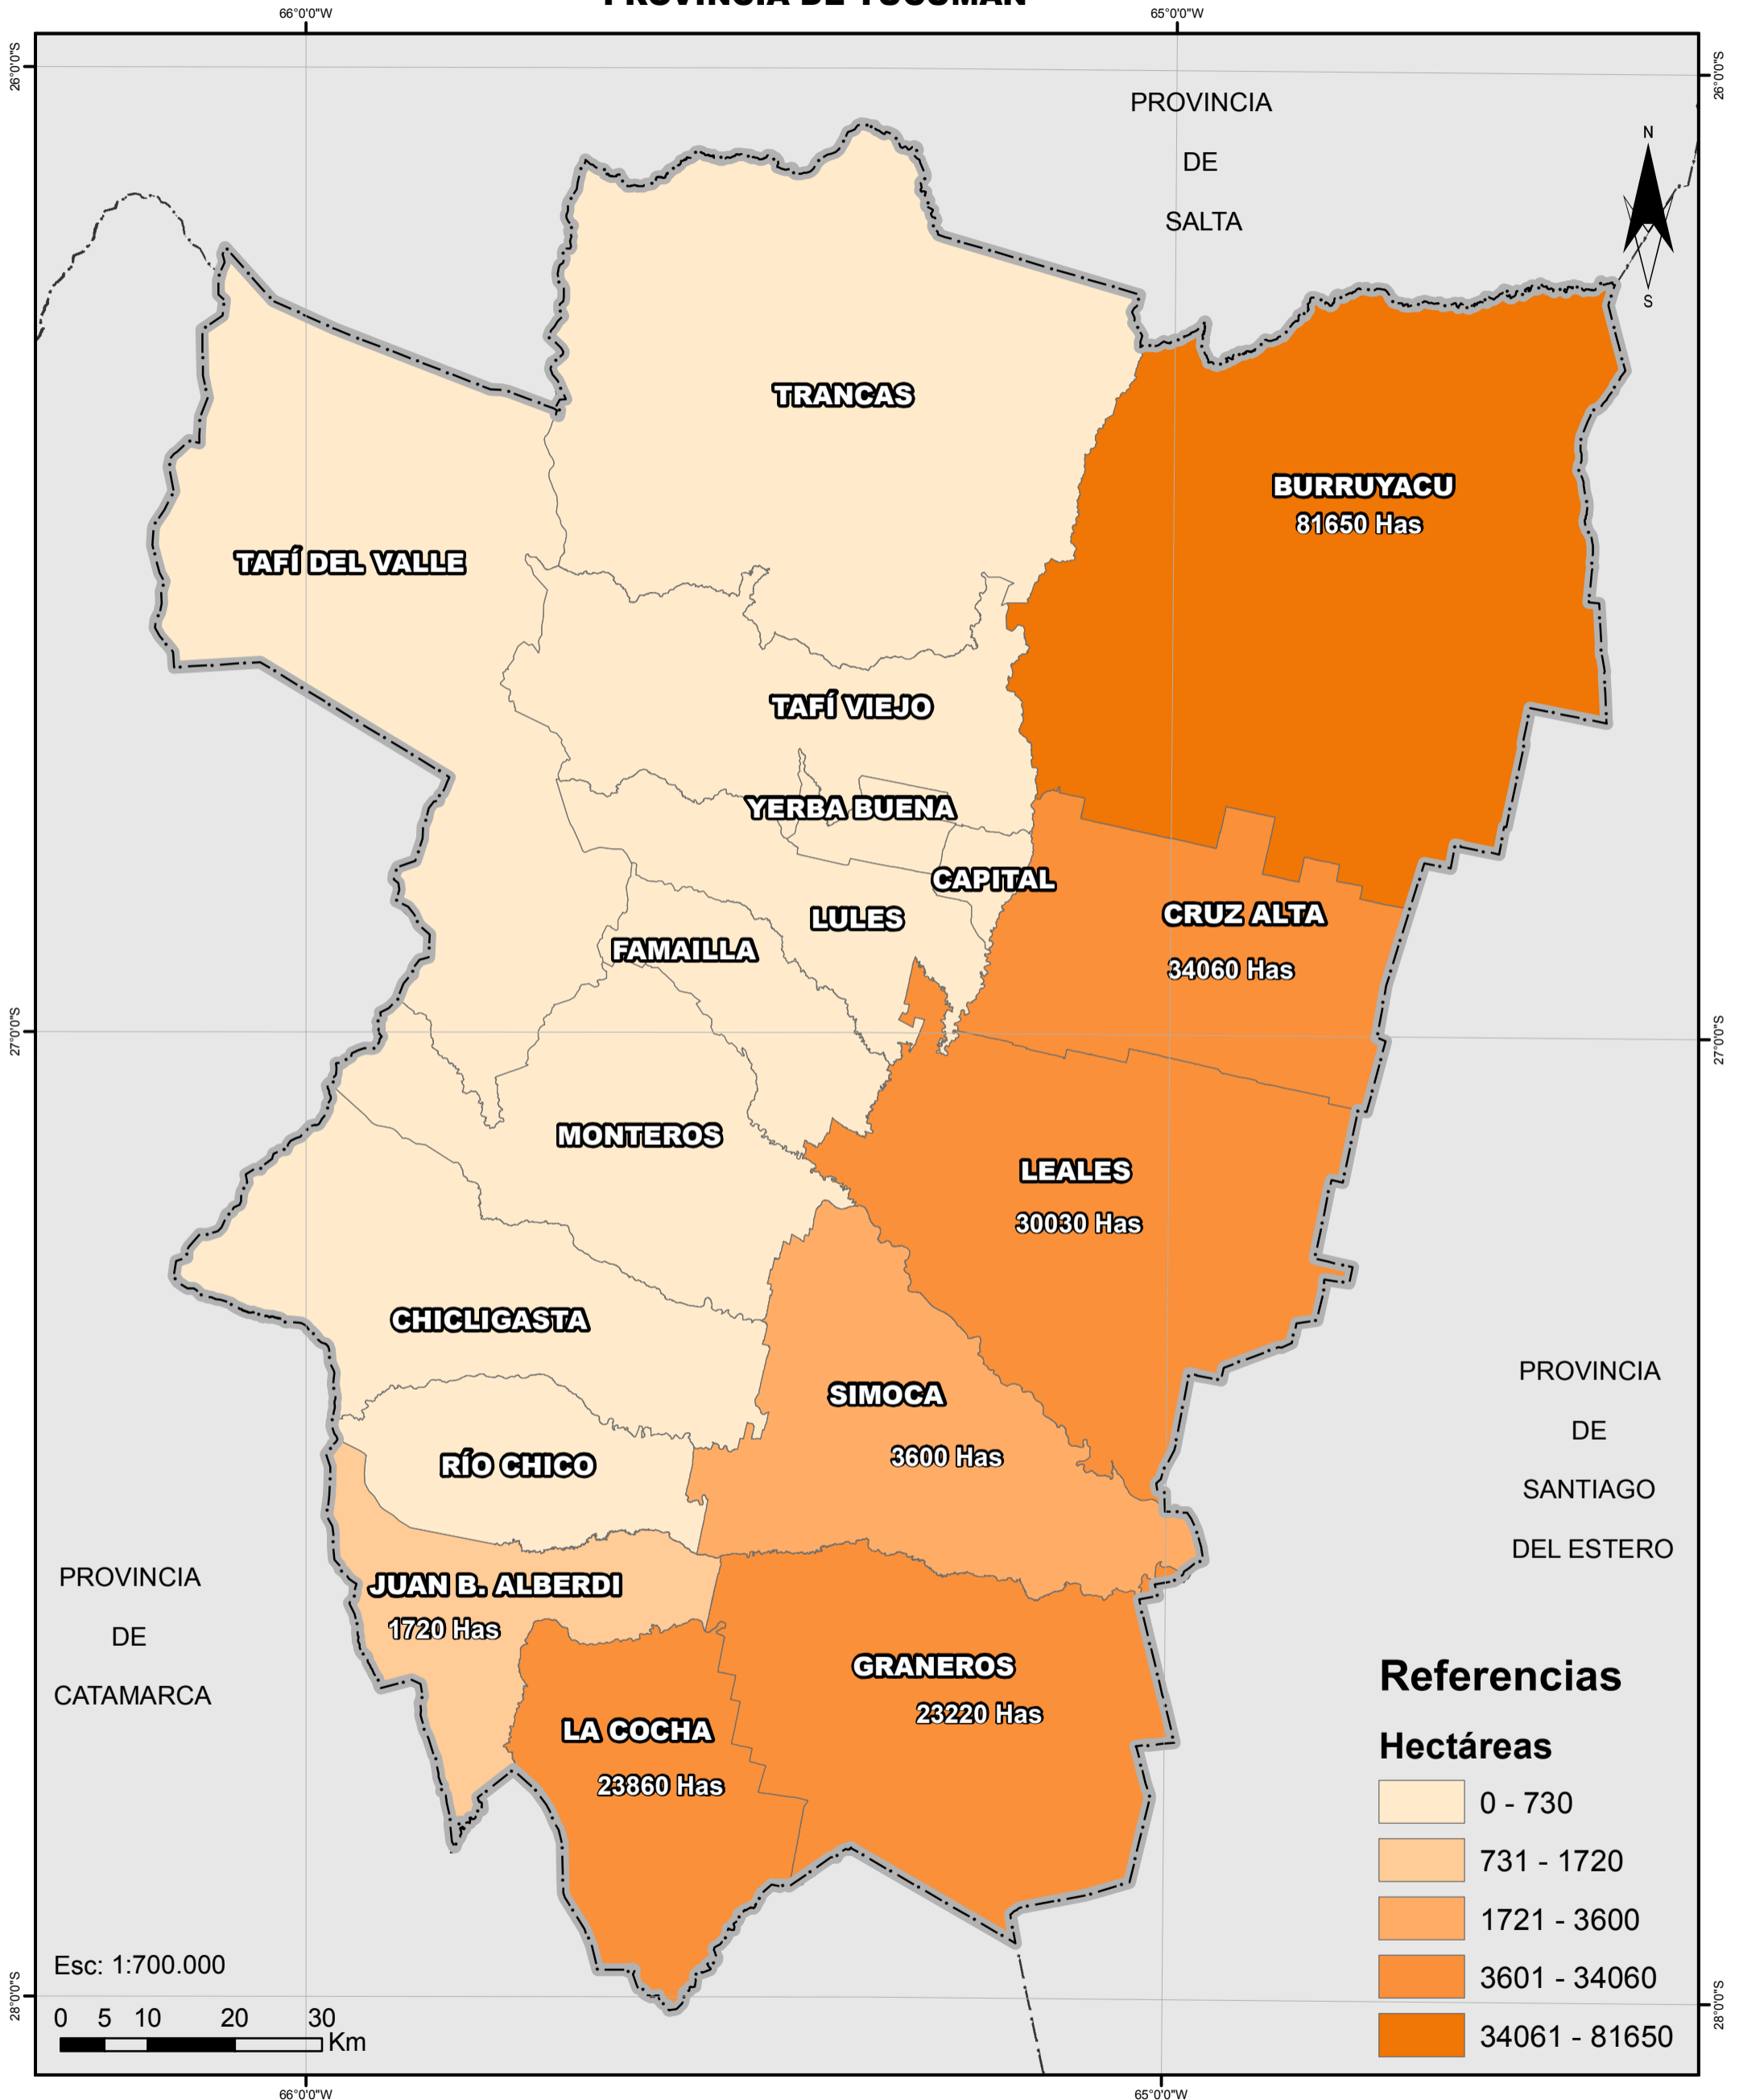 PROVINCIA DE TUCUMAN
66°0'0"W
65°0'0"W
26°0'0"S
26°0'0"S
PROVINCIA
DE
SALTA
N
S
TRANCAS
BURRUYACU
81650 Has
TAFÍ DEL VALLE
TAFÍ VIEJO
YERBA BUENA
CAPITAL
LULES
CRUZ ALTA
FAMAILLA
34060 Has
27°0'0"S
27°0'0"S
MONTEROS
LEALES
30030 Has
CHICLIGASTA
SIMOCA
3600 Has
RÍO CHICO
PROVINCIA
DE
SANTIAGO
DEL ESTERO
PROVINCIA
DE
CATAMARCA
JUAN B. ALBERDI
1720 Has
GRANEROS
23220 Has
LA COCHA
23860 Has
Referencias
Hectáreas
0 - 730
731 - 1720
1721 - 3600
3601 - 34060
34061 - 81650
Esc: 1:700.000
0 5 10 20 30
Km
28°0'0"S
28°0'0"S
66°0'0"W
65°0'0"W